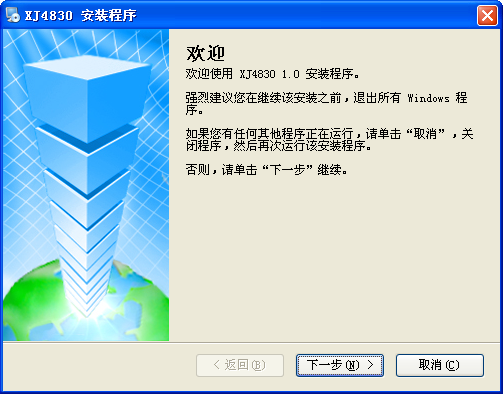 XJ4830 安装程序
欢迎
欢迎使用 XJ4830 1.0 安装程序。
强烈建议您在继续该安装之前，退出所有 Windows 程
序。
如果您有任何其他程序正在运行，请单击“取消”，关
闭程序，然后再次运行该安装程序。
否则，请单击“下一步”继续。
< 返回(B)
下一步(N) >
取消(C)